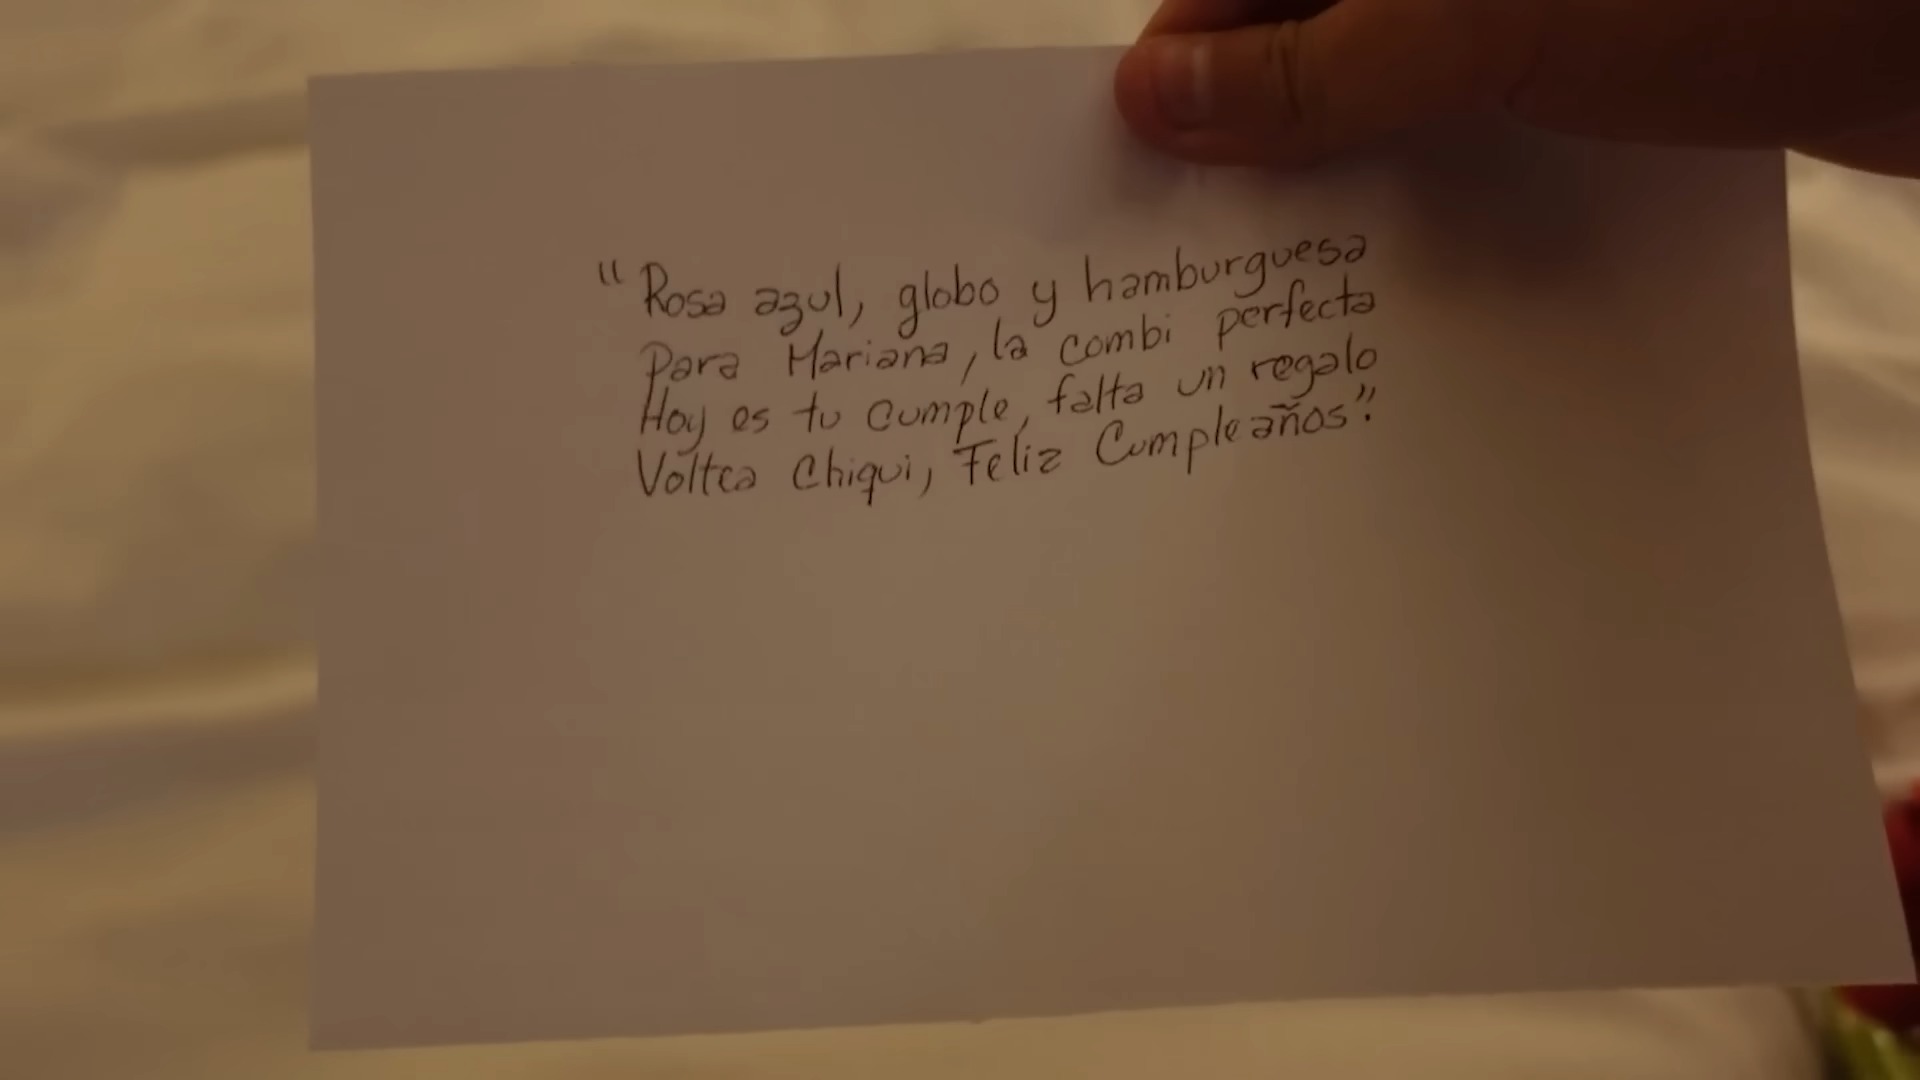 "Rosa azul, globo y hamburguesa
Para Mariana, la combi perfecta
Hoy es tu cumple, falta un regalo
Voltea Chiqui, Feliz Cumpleaños".